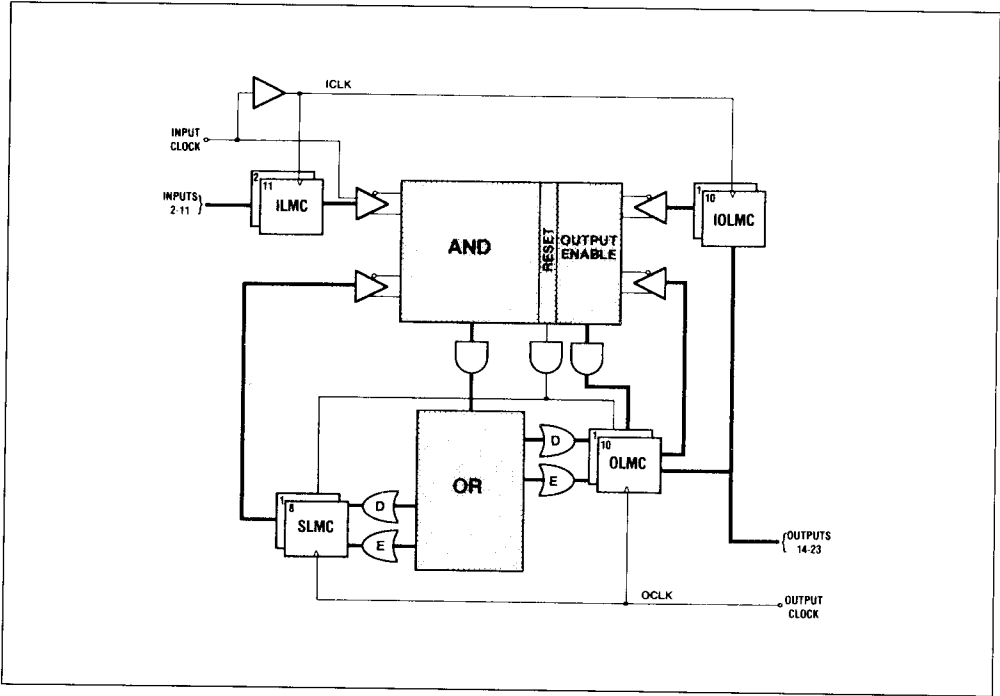 ICLK
INPUT
CLOCK
INPUTS
2-11
2
11
ILMC
AND
RESET
OUTPUT
ENABLE
1
10
IOLMC
OR
D
E
1
10
OLMC
D
E
1
8
SLMC
OUTPUTS
14-23
OCLK
OUTPUT
CLOCK